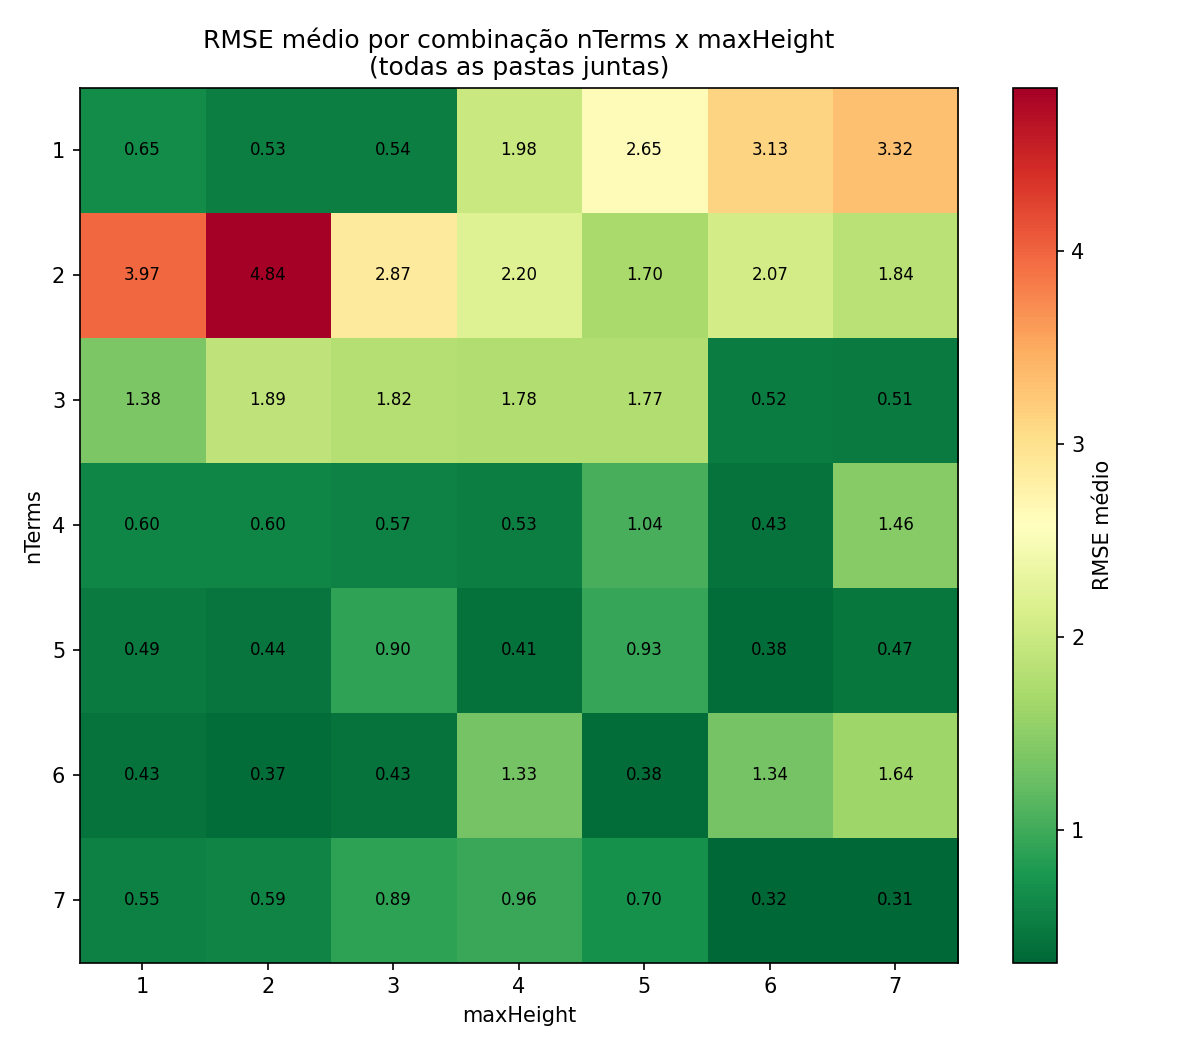 RMSE médio por combinação nTerms x maxHeight
(todas as pastas juntas)
1 0.65 0.53 0.54 1.98 2.65 3.13 3.32
2 3.97 4.84 2.87 2.20 1.70 2.07 1.84
3 1.38 1.89 1.82 1.78 1.77 0.52 0.51
4 0.60 0.60 0.57 0.53 1.04 0.43 1.46
5 0.49 0.44 0.90 0.41 0.93 0.38 0.47
6 0.43 0.37 0.43 1.33 0.38 1.34 1.64
7 0.55 0.59 0.89 0.96 0.70 0.32 0.31
1 2 3 4 5 6 7
maxHeight
nTerms
4
3
2
1
RMSE médio